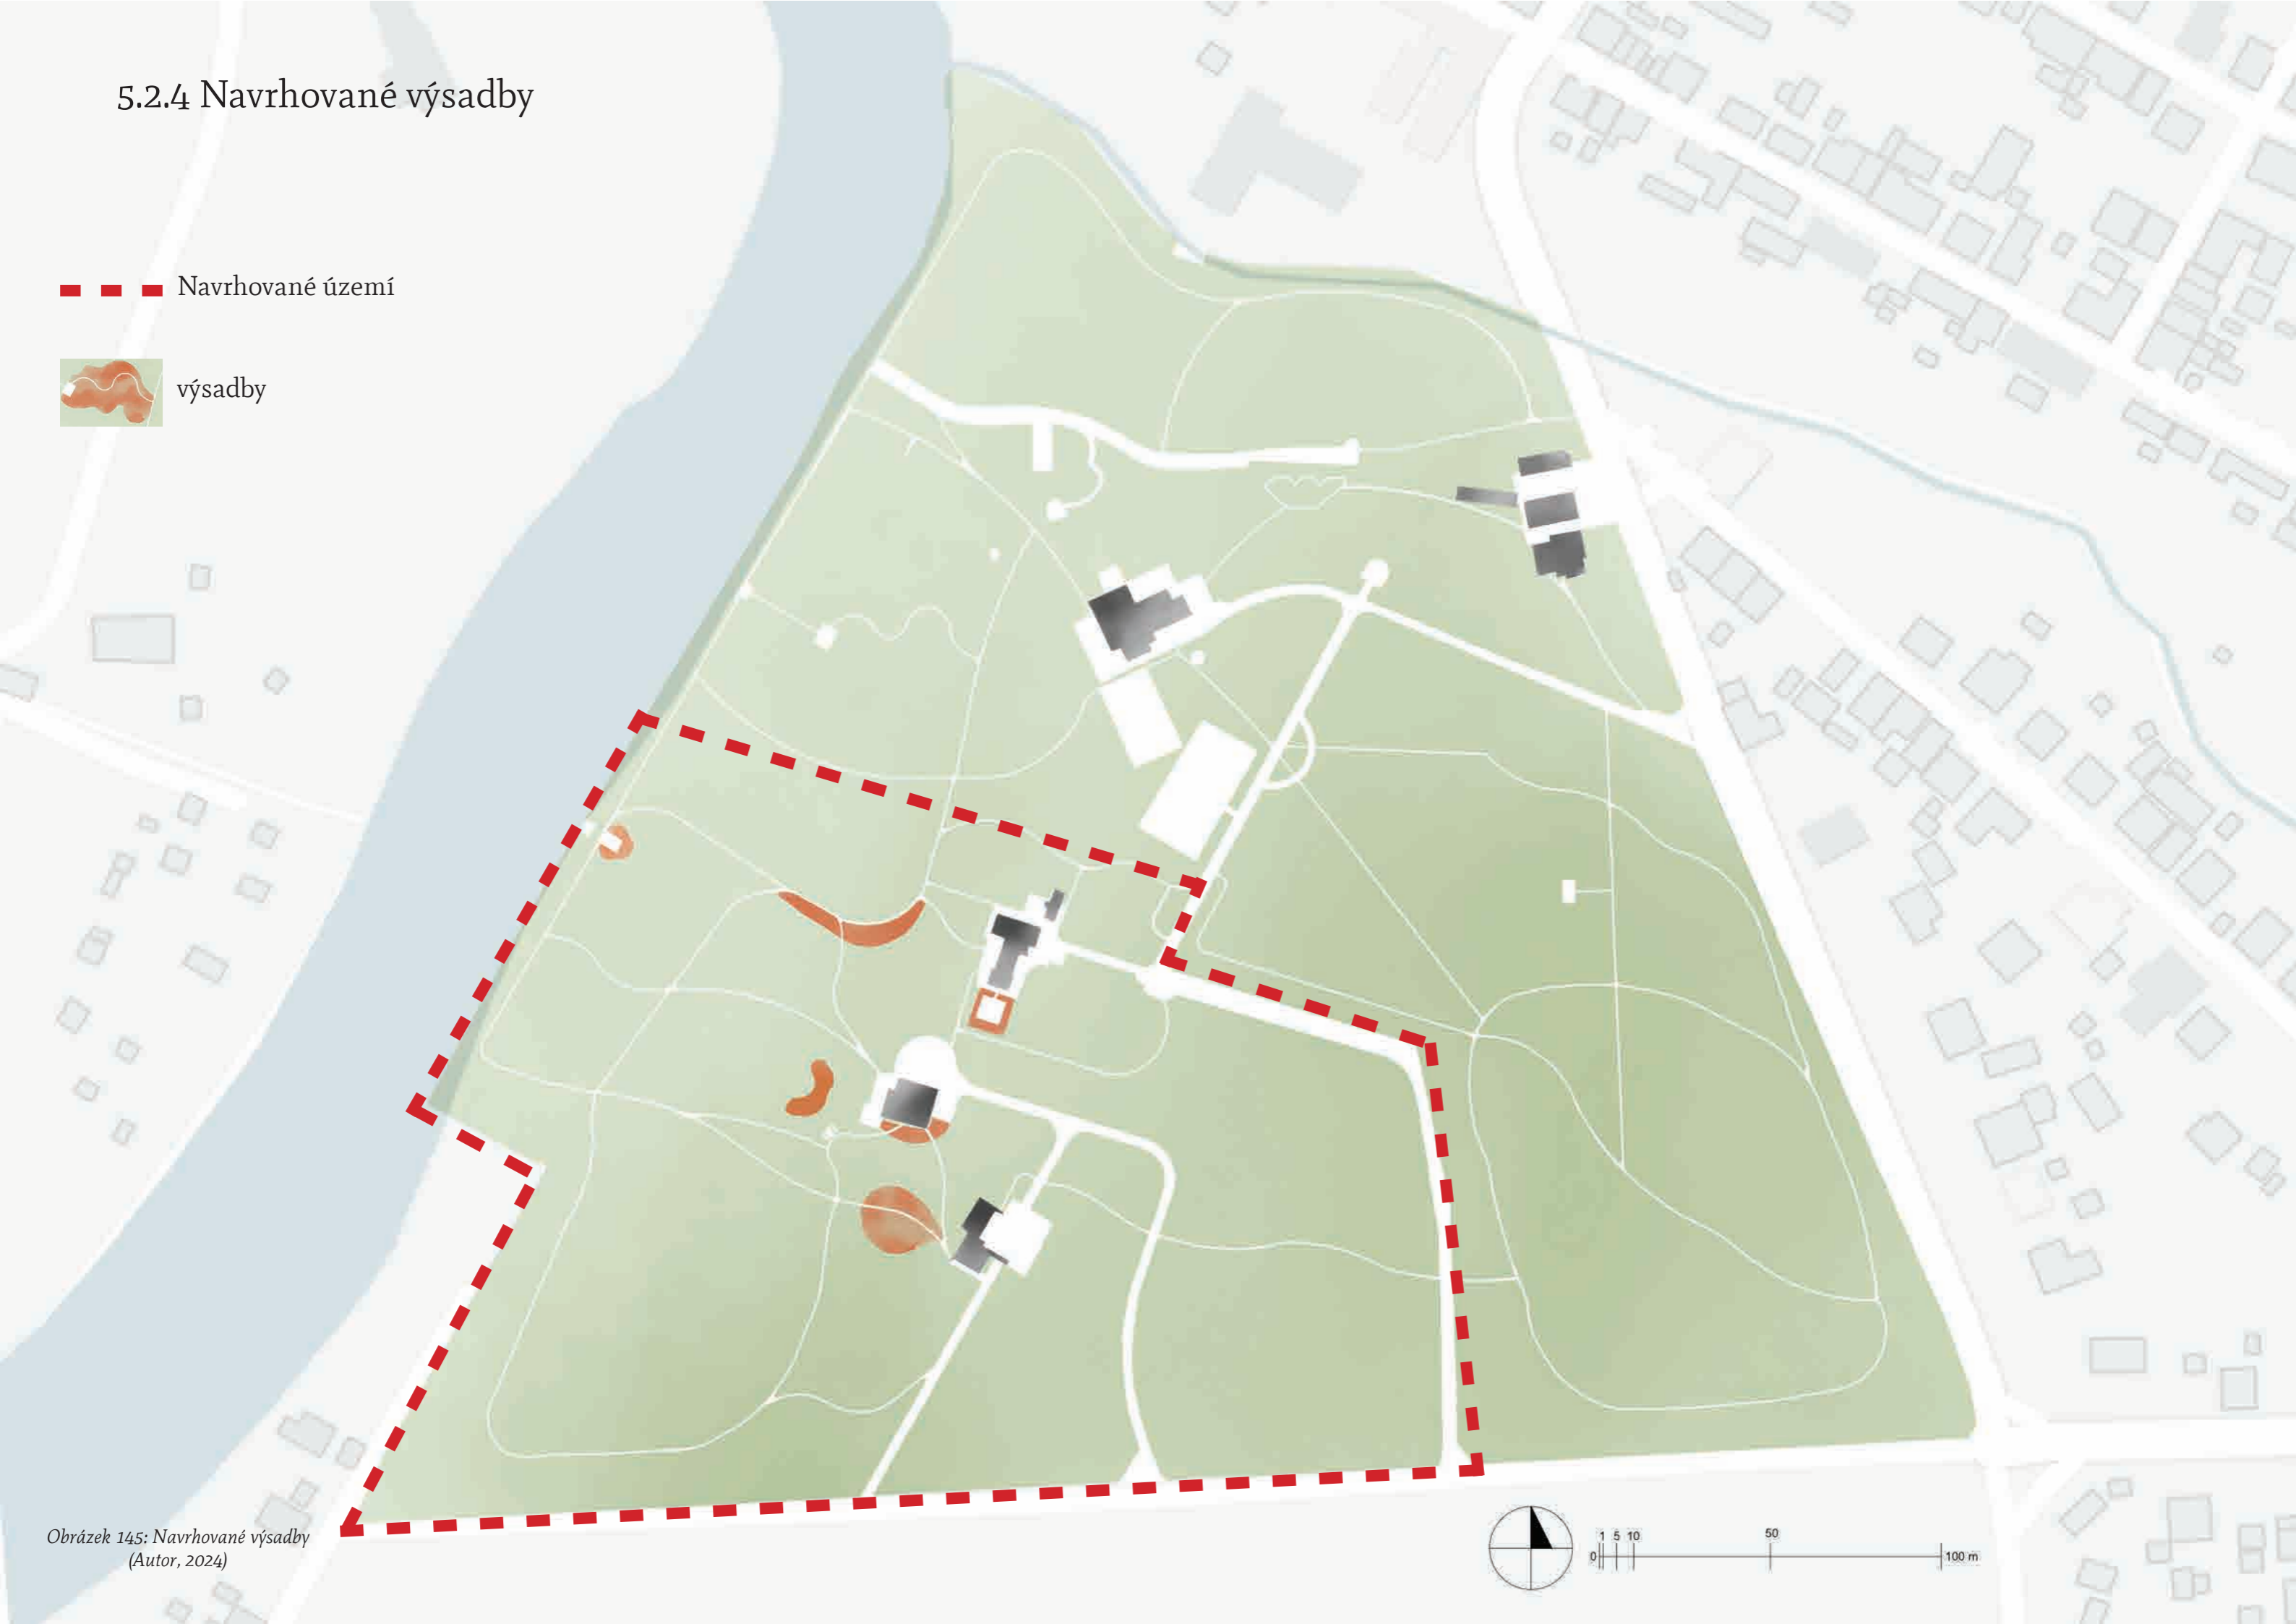 5.2.4 Navrhované výsadby
Navrhované území
výsadby
Obrázek 145: Navrhované výsadby
(Autor, 2024)
0 1 5 10 50 100 m